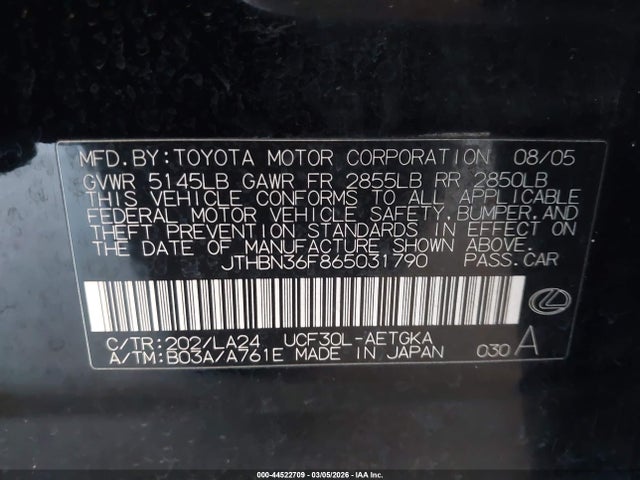 MFD.BY:TOYOTA MOTOR CORPORATION 08/05
GVWR 5145LB GAWR FR 2855LB RR 2850LB
THIS VEHICLE CONFORMS TO ALL APPLICABLE
FEDERAL MOTOR VEHICLE SAFETY,BUMPER,AND
THEFT PREVENTION STANDARDS IN EFFECT ON
THE DATE OF MANUFACTURE SHOWN ABOVE.
JTHBN36F865031790 PASS.CAR
C/TR:202/LA24 UCF30L-AETGKA
A/TM:B03A/A761E MADE IN JAPAN 030 A
000-44522709 | 03/05/2026 | IAA Inc.